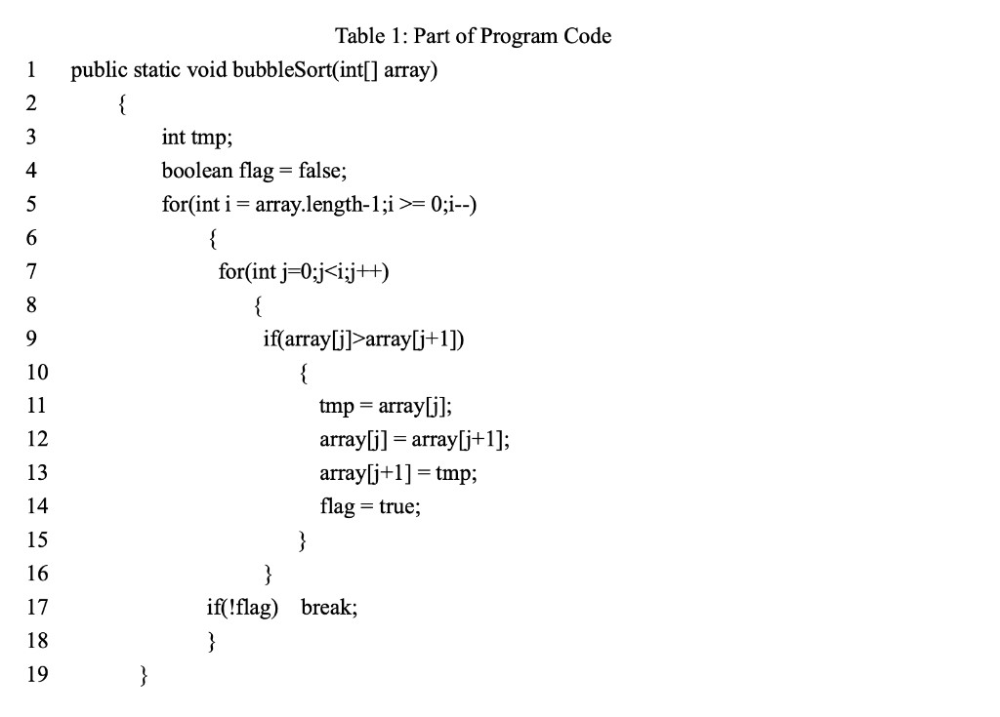 Table 1: Part of Program Code
1 public static void bubbleSort(int[] array)
2 {
3 int tmp;
4 boolean flag = false;
5 for(int i = array.length-1;i >= 0;i--)
6 {
7 for(int j=0;j<i;j++)
8 {
9 if(array[j]>array[j+1])
10 {
11 tmp = array[j];
12 array[j] = array[j+1];
13 array[j+1] = tmp;
14 flag = true;
15 }
16 }
17 if(!flag) break;
18 }
19 }